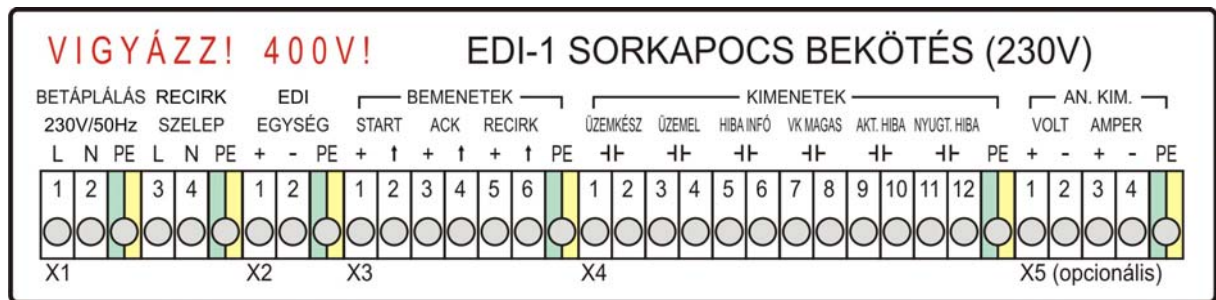 VIGYÁZZ! 400V! EDI-1 SORKAPOCS BEKÖTÉS (230V)
BETÁPLÁLÁS RECIRK EDI BEMENETEK KIMENETEK AN. KIM.
230V/50Hz SZELEP EGYSÉG START ACK RECIRK ÜZEMKÉSZ ÜZEMEL HIBA INFÓ VK MAGAS AKT. HIBA NYUGT. HIBA VOLT AMPER
L N PE L N PE + - PE + + + PE PE + - + - PE
1 2 3 4 1 2 1 2 3 4 5 6 1 2 3 4 5 6 7 8 9 10 11 12 1 2 3 4
X1 X2 X3 X4 X5 (opcionális)